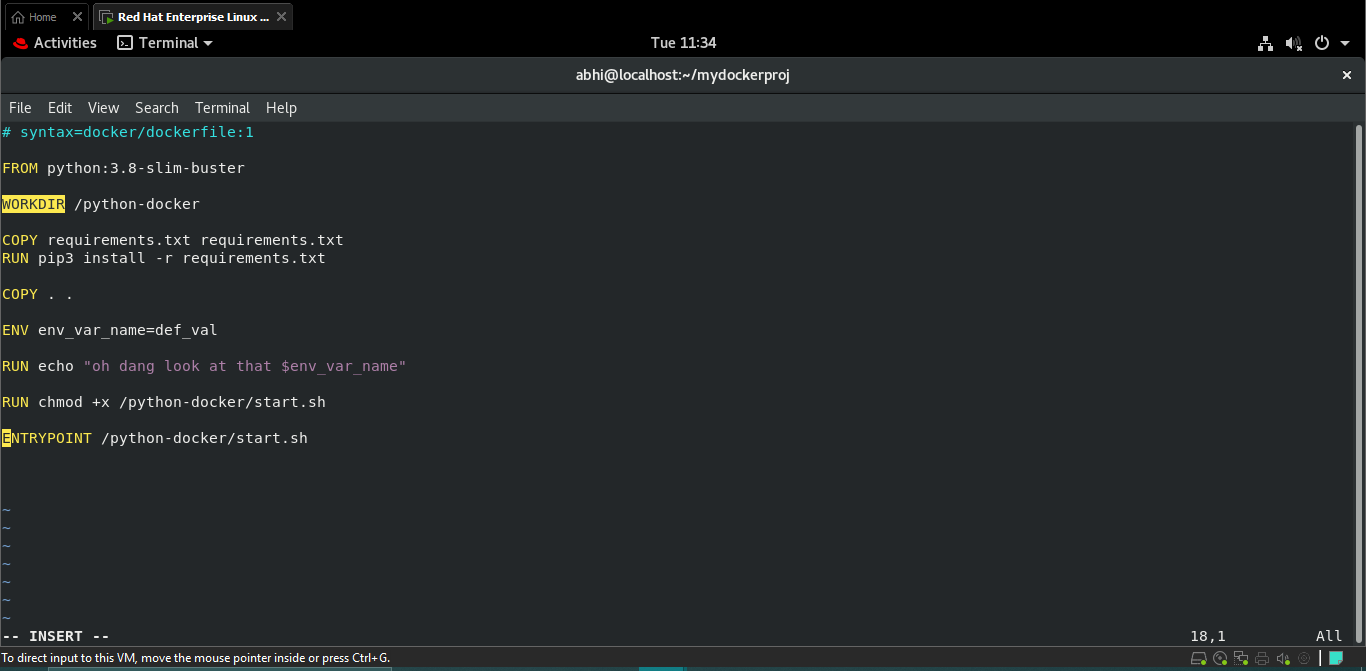 Home
Red Hat Enterprise Linux ...
Activities
Terminal
Tue 11:34
abhi@localhost:~/mydockerproj
File Edit View Search Terminal Help
# syntax=docker/dockerfile:1
FROM python:3.8-slim-buster
WORKDIR /python-docker
COPY requirements.txt requirements.txt
RUN pip3 install -r requirements.txt
COPY . .
ENV env_var_name=def_val
RUN echo "oh dang look at that $env_var_name"
RUN chmod +x /python-docker/start.sh
ENTRYPOINT /python-docker/start.sh
~
~
~
~
~
~
~
-- INSERT -- 18,1 All
To direct input to this VM, move the mouse pointer inside or press Ctrl+G.